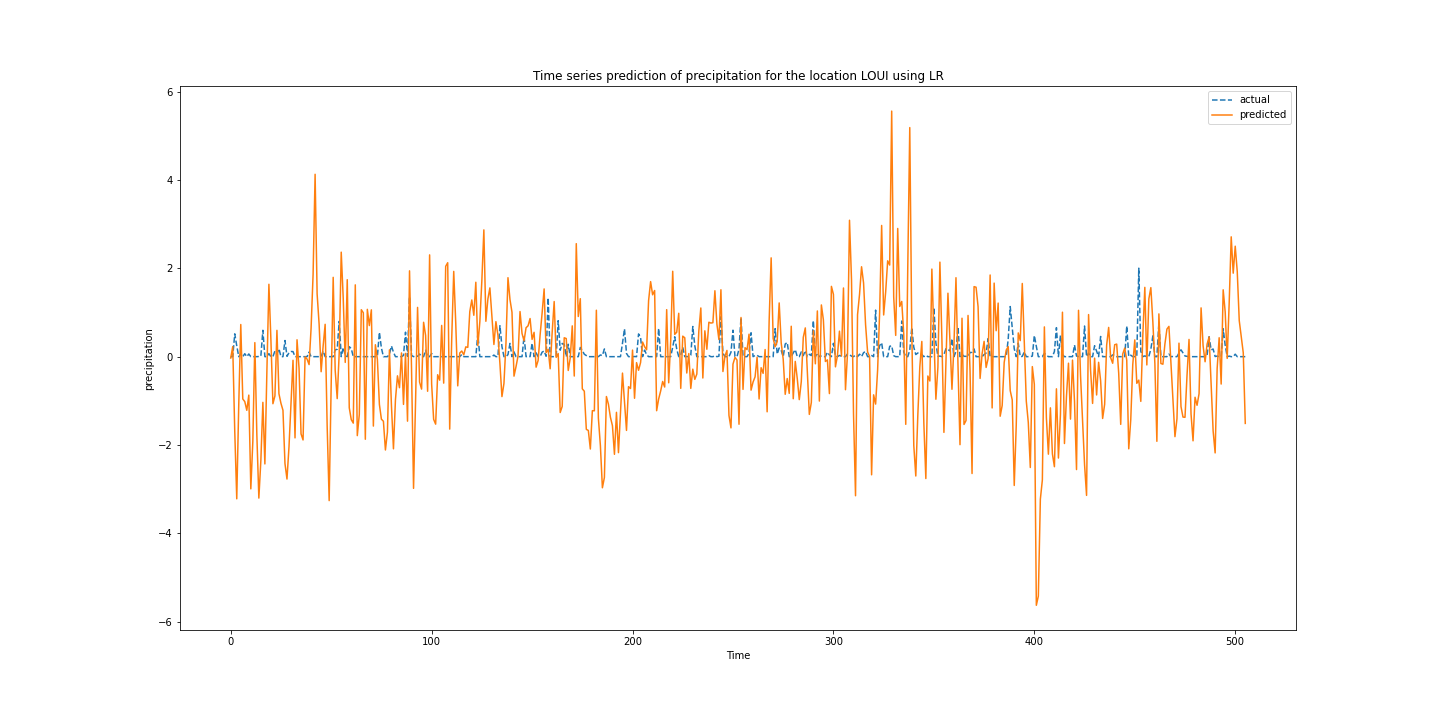 Time series prediction of precipitation for the location LOUI using LR
actual
predicted
6
4
2
0
−2
−4
−6
precipitation
0 100 200 300 400 500
Time